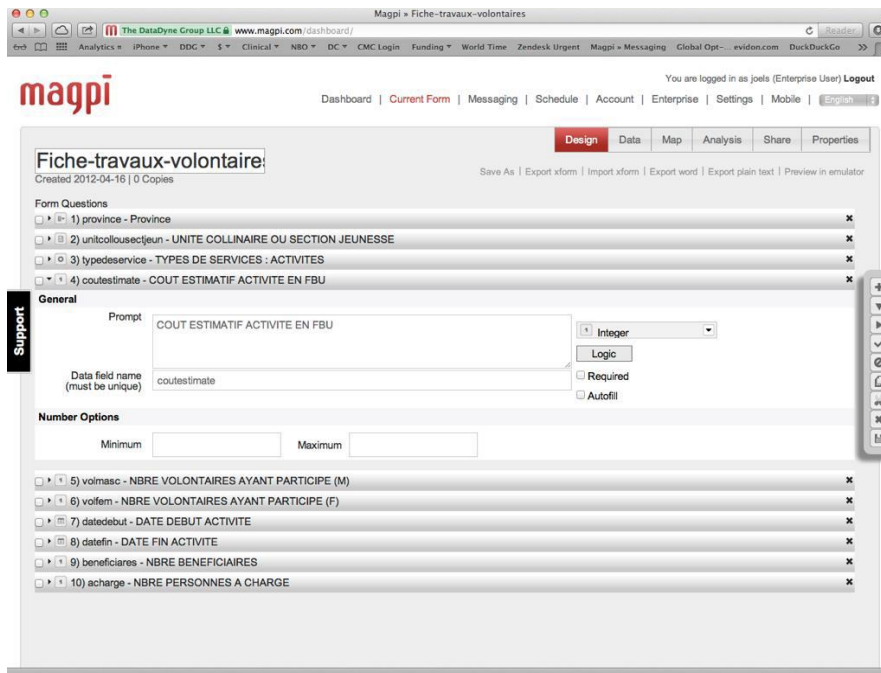 Magpi » Fiche-travaux-volontaires
The DataDyne Group LLC www.magpi.com/dashboard/ Reader
Analytics iPhone DDG $ Clinical NBO DC CMC Login Funding World Time Zendesk Urgent Magpi » Messaging Global Opt-... evidon.com DuckDuckGo >>
You are logged in as joels (Enterprise User) Logout
magpi
Dashboard | Current Form | Messaging | Schedule | Account | Enterprise | Settings | Mobile | English
Design Data Map Analysis Share Properties
Fiche-travaux-volontaires
Created 2012-04-16 | 0 Copies
Save As | Export xform | Import xform | Export word | Export plain text | Preview in emulator
Form Questions
1) province - Province
2) unitcollousectjeun - UNITE COLLINAIRE OU SECTION JEUNESSE
3) typedeservice - TYPES DE SERVICES : ACTIVITES
4) coutestimate - COUT ESTIMATIF ACTIVITE EN FBU
General
Support
Prompt
COUT ESTIMATIF ACTIVITE EN FBU
Integer
Logic
Data field name
(must be unique)
coutestimate
Required
Autofill
Number Options
Minimum Maximum
5) volmasc - NBRE VOLONTAIRES AYANT PARTICIPE (M)
6) volfem - NBRE VOLONTAIRES AYANT PARTICIPE (F)
7) datedebut - DATE DEBUT ACTIVITE
8) datefin - DATE FIN ACTIVITE
9) beneficiares - NBRE BENEFICIAIRES
10) acharge - NBRE PERSONNES A CHARGE